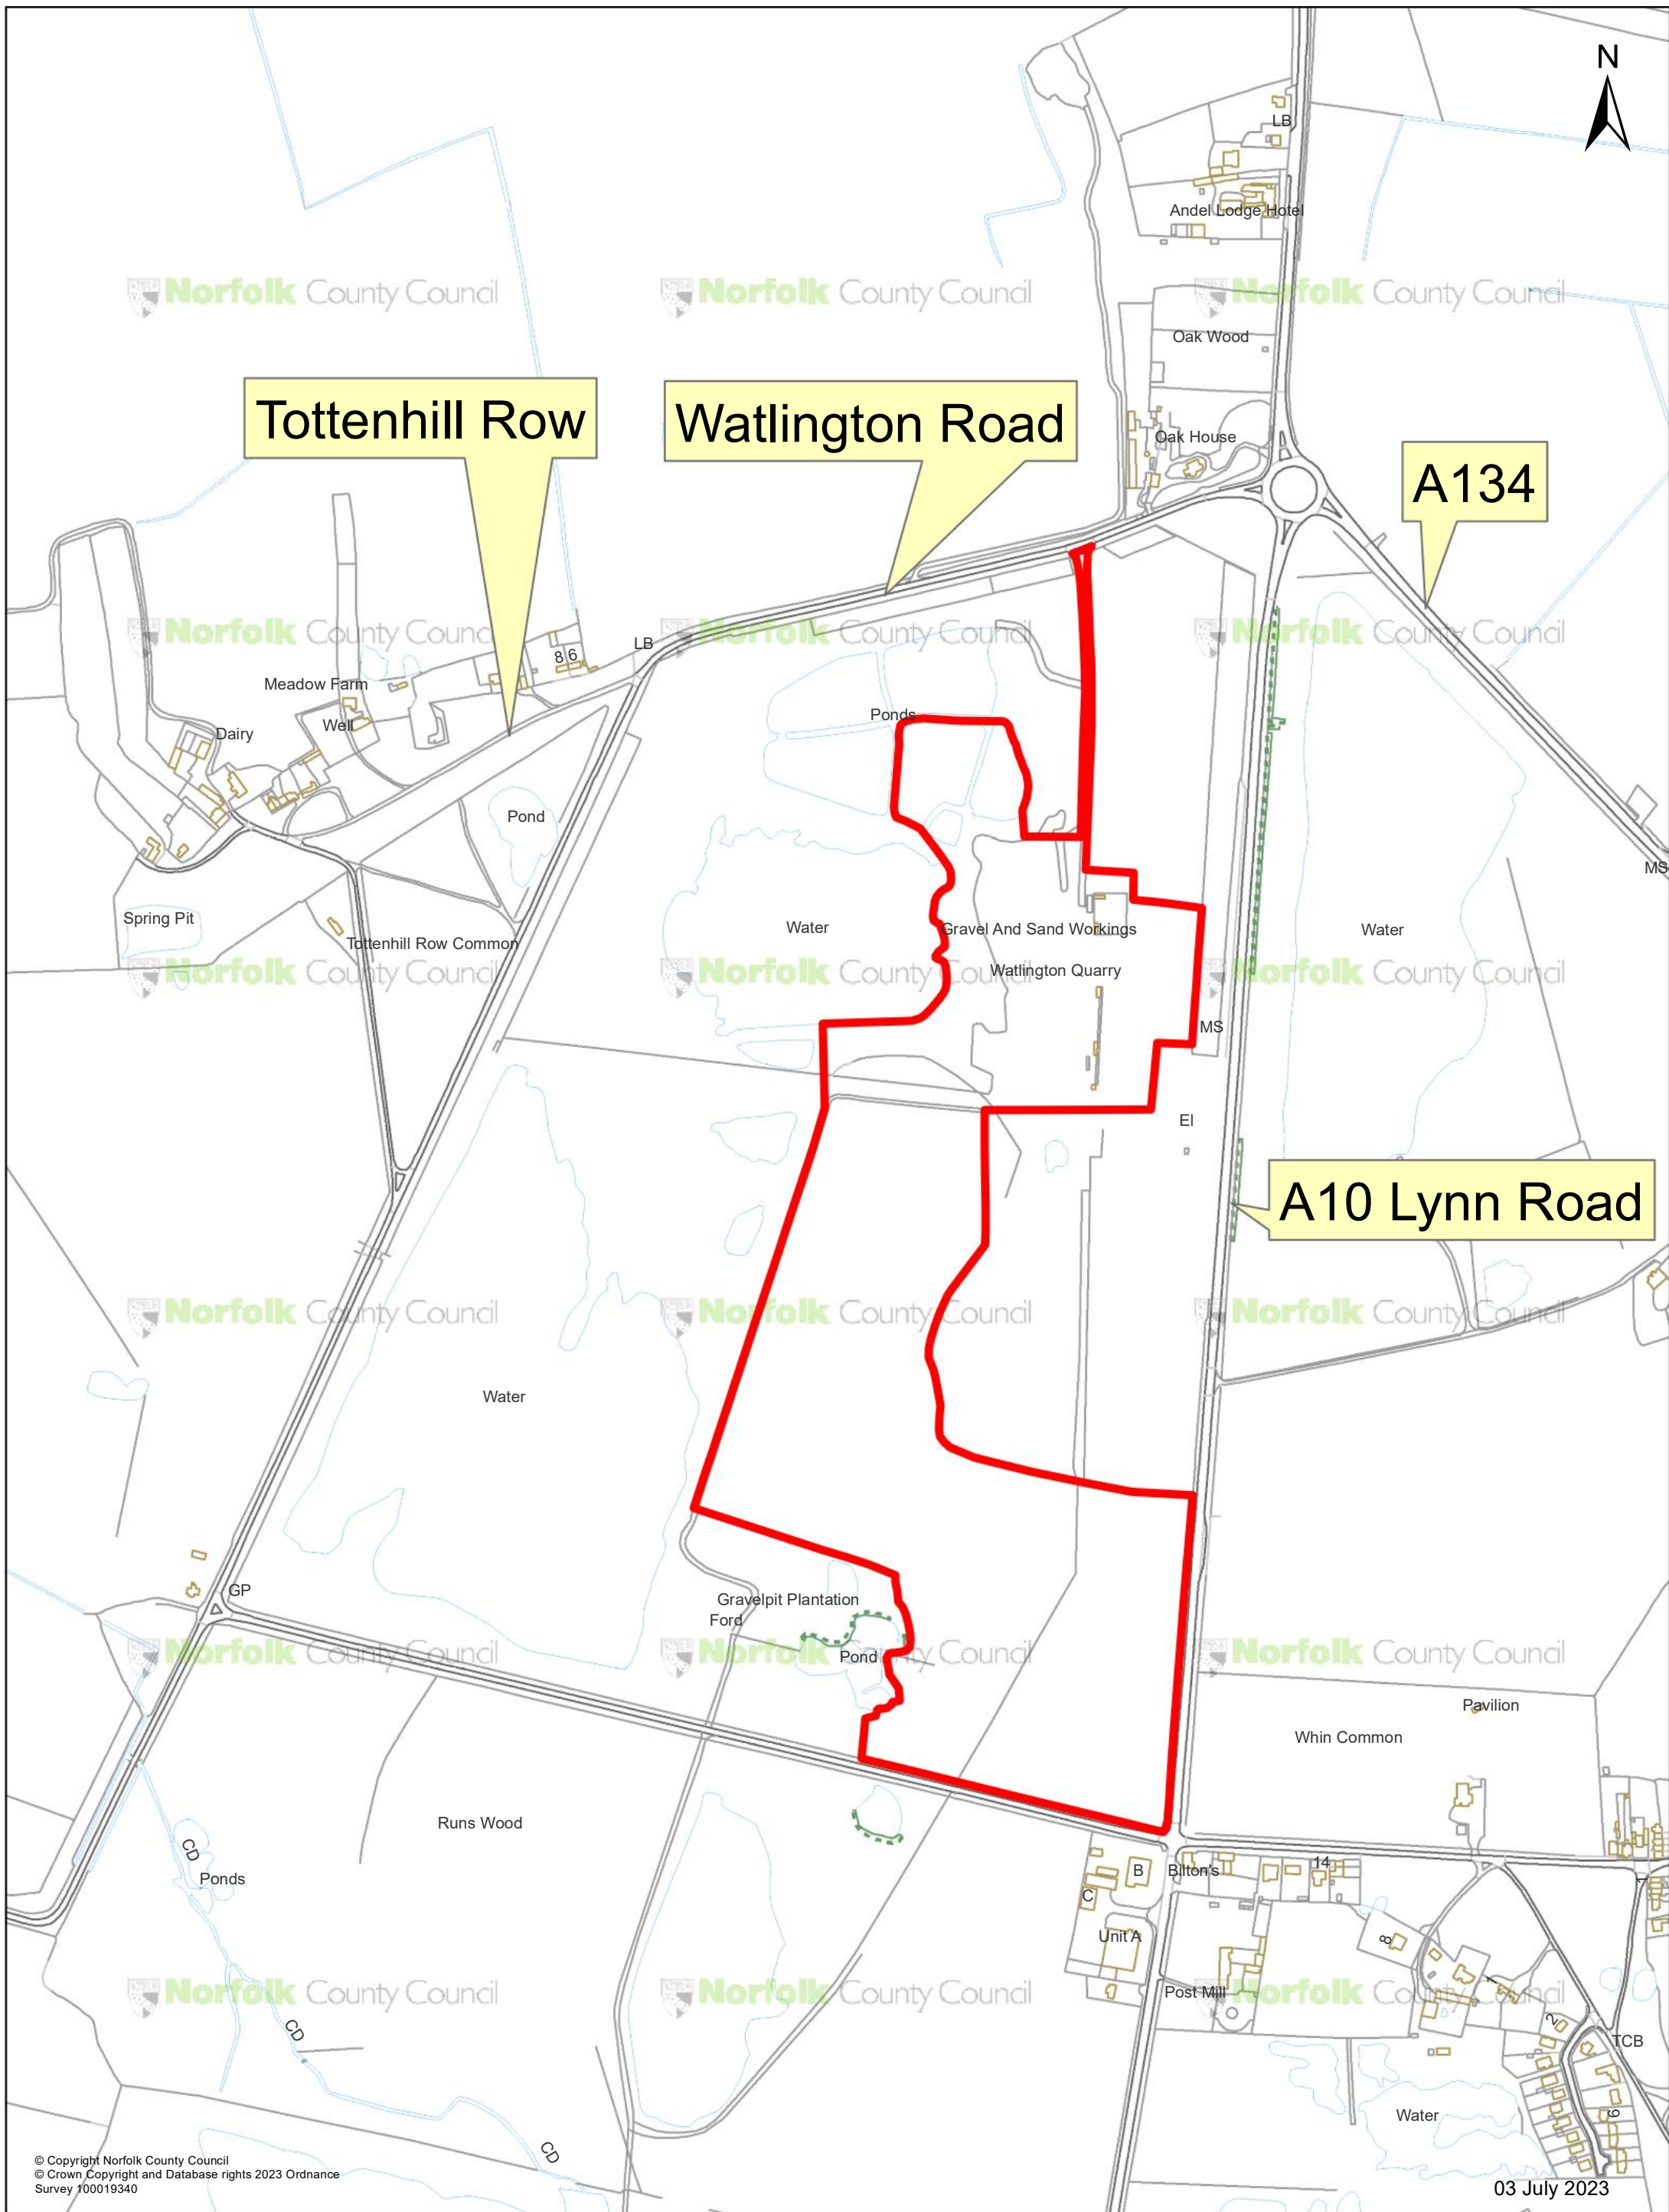 N
LB
Andel Lodge Hotel
Norfolk County Council
Norfolk County Council
Norfolk County Council
Oak Wood
Tottenhill Row
Watlington Road
Oak House
A134
Norfolk County Council
Norfolk County Council
Norfolk County Council
LB
8 6
Meadow Farm
Well
Dairy
Ponds
Pond
MS
Spring Pit
Water
Gravel And Sand Workings
Water
Tottenhill Row Common
Norfolk County Council
Norfolk County Council
Norfolk County Council
Watlington Quarry
MS
El
A10 Lynn Road
Norfolk County Council
Norfolk County Council
Norfolk County Council
Water
GP
Gravelpit Plantation
Ford
Norfolk County Council
Norfolk County Council
Norfolk County Council
Pond
Pavilion
Whin Common
Runs Wood
CD
Ponds
B
Bilton's
14
1
C
Unit A
8
1
Norfolk County Council
Norfolk County Council
Norfolk County Council
Post Mill
CD
2
TCB
Water
6
CD
© Copyright Norfolk County Council
© Crown Copyright and Database rights 2023 Ordnance
Survey 100019340
03 July 2023